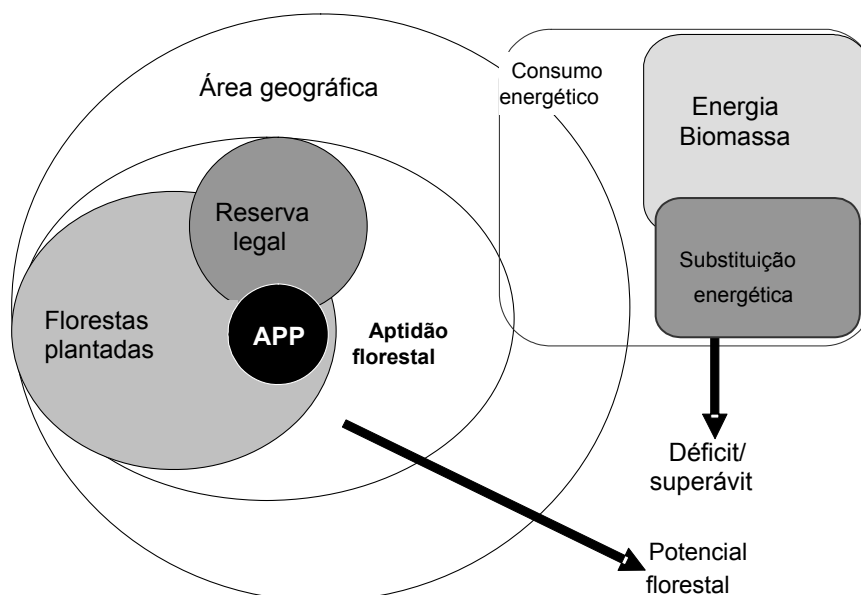 Área geográfica
Consumo
energético
Energia
Biomassa
Reserva
legal
Substituição
energética
Florestas
plantadas
APP
Aptidão
florestal
Déficit/
superávit
Potencial
florestal